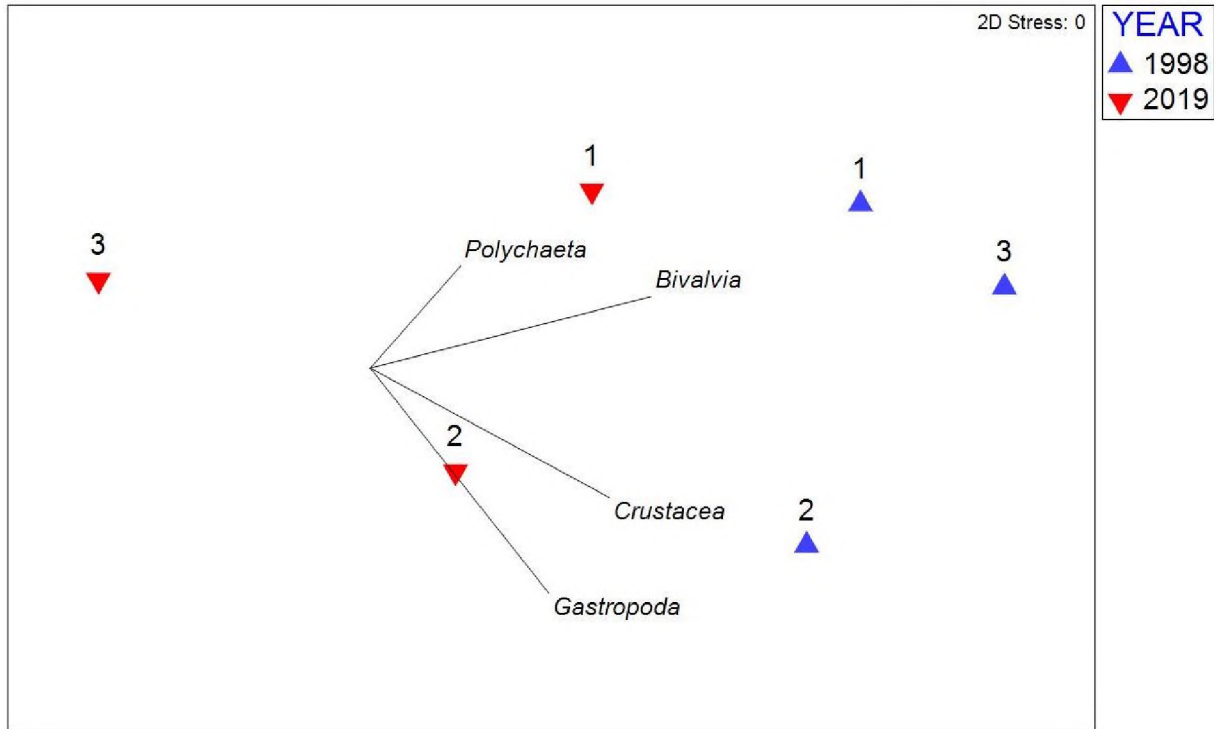 2D Stress: 0
YEAR
1998
2019
1
1
3
3
Polychaeta
Bivalvia
2
Crustacea
2
Gastropoda